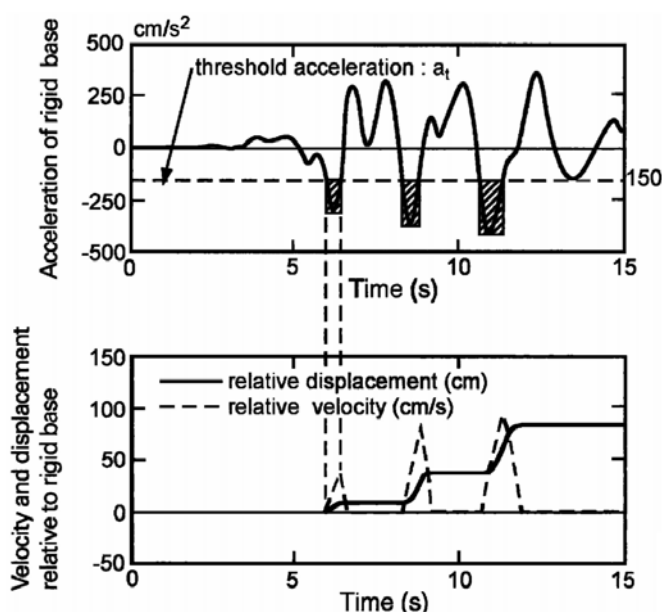 cm/s²
500
threshold acceleration : aₜ
250
0
150
-250
-500
0 5 10 15
Time (s)
Acceleration of rigid base
150
relative displacement (cm)
100
relative velocity (cm/s)
50
0
-50
0 5 10 15
Time (s)
Velocity and displacement
relative to rigid base